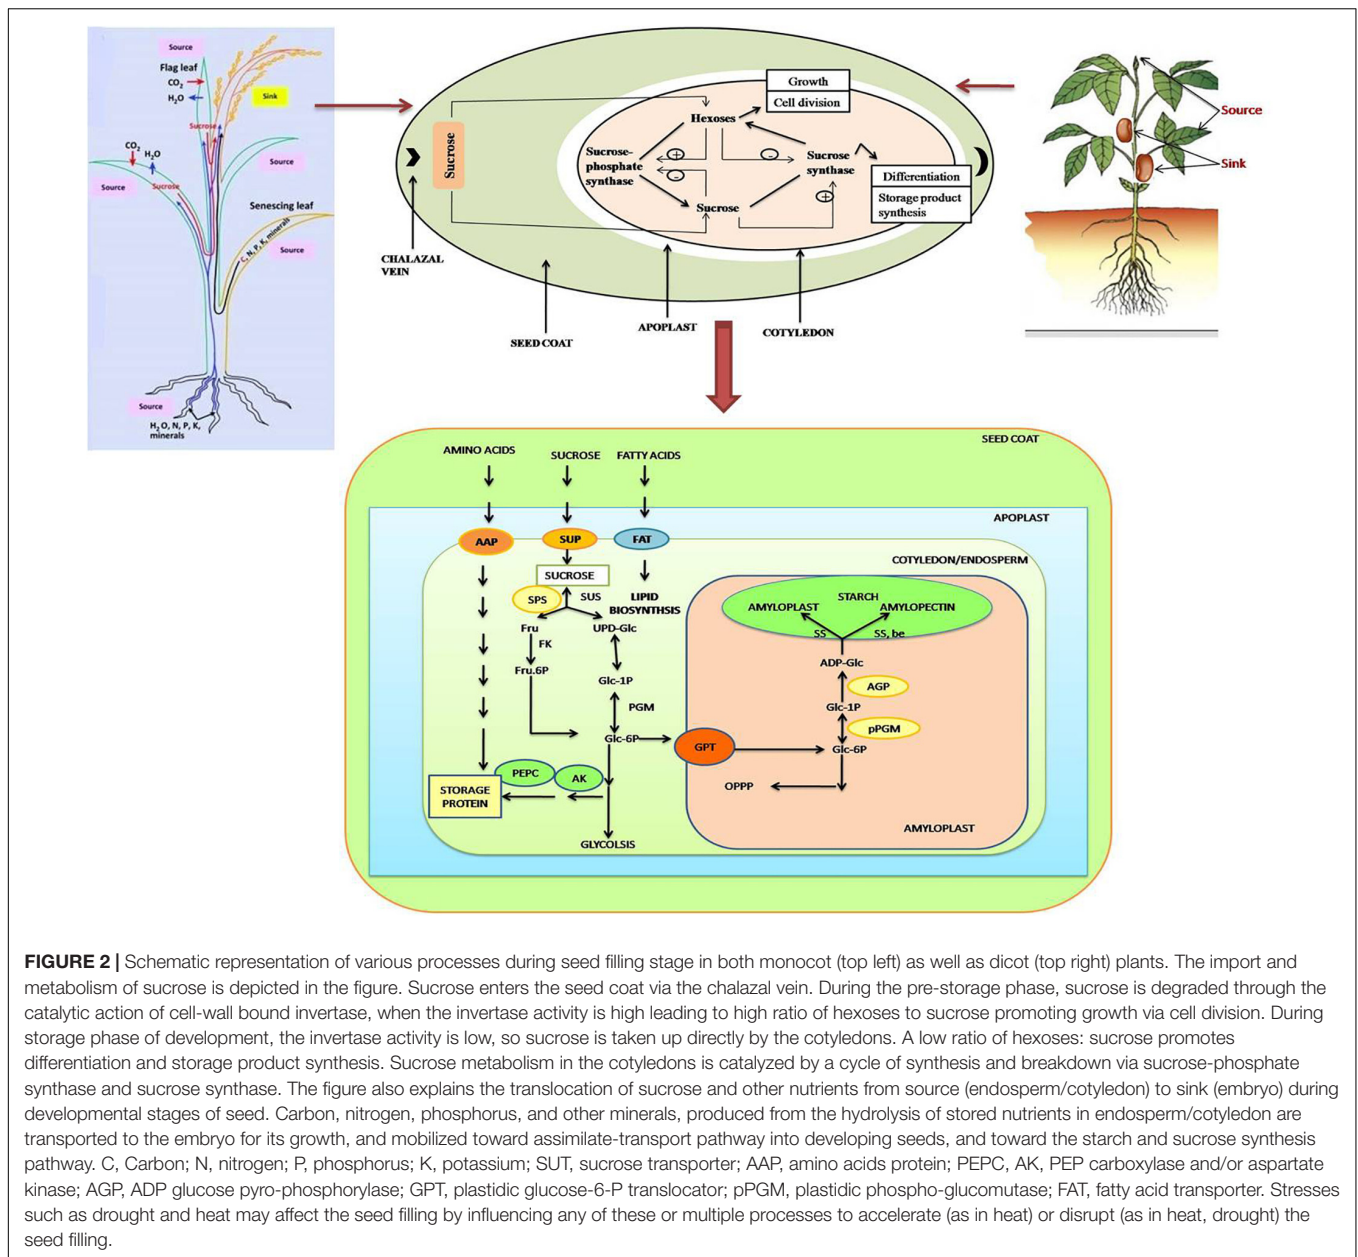 Source
Flag leaf
CO2
H2O
Sink
Sucrose
CO2
H2O
Source
Sucrose
Source
Senescing leaf
Source
C, N, P, K, minerals
Source
H2O, N, P, K,
minerals
Sucrose
Growth
Cell division
Hexoses
+
-
-
+
Sucrose-
phosphate
synthase
Sucrose
synthase
Sucrose
Differentiation
Storage product
synthesis
CHALAZAL
VEIN
SEED COAT
APOPLAST
COTYLEDON
Source
Sink
SEED COAT
AMINO ACIDS
SUCROSE
FATTY ACIDS
APOPLAST
AAP
SUP
FAT
COTYLEDON/ENDOSPERM
SUCROSE
SPS
SUS
LIPID
BIOSYNTHSIS
Fru
UPD-Glc
FK
Fru.6P
Glc-1P
PGM
Glc-6P
GPT
PEPC
AK
STORAGE
PROTEIN
GLYCOLSIS
STARCH
AMYLOPLAST
AMYLOPECTIN
SS
SS, be
ADP-Glc
AGP
Glc-1P
pPGM
Glc-6P
OPPP
AMYLOPLAST
FIGURE 2 | Schematic representation of various processes during seed filling stage in both monocot (top left) as well as dicot (top right) plants. The import and
metabolism of sucrose is depicted in the figure. Sucrose enters the seed coat via the chalazal vein. During the pre-storage phase, sucrose is degraded through the
catalytic action of cell-wall bound invertase, when the invertase activity is high leading to high ratio of hexoses to sucrose promoting growth via cell division. During
storage phase of development, the invertase activity is low, so sucrose is taken up directly by the cotyledons. A low ratio of hexoses: sucrose promotes
differentiation and storage product synthesis. Sucrose metabolism in the cotyledons is catalyzed by a cycle of synthesis and breakdown via sucrose-phosphate
synthase and sucrose synthase. The figure also explains the translocation of sucrose and other nutrients from source (endosperm/cotyledon) to sink (embryo) during
developmental stages of seed. Carbon, nitrogen, phosphorus, and other minerals, produced from the hydrolysis of stored nutrients in endosperm/cotyledon are
transported to the embryo for its growth, and mobilized toward assimilate-transport pathway into developing seeds, and toward the starch and sucrose synthesis
pathway. C, Carbon; N, nitrogen; P, phosphorus; K, potassium; SUT, sucrose transporter; AAP, amino acids protein; PEPC, AK, PEP carboxylase and/or aspartate
kinase; AGP, ADP glucose pyro-phosphorylase; GPT, plastidic glucose-6-P translocator; pPGM, plastidic phospho-glucomutase; FAT, fatty acid transporter. Stresses
such as drought and heat may affect the seed filling by influencing any of these or multiple processes to accelerate (as in heat) or disrupt (as in heat, drought) the
seed filling.